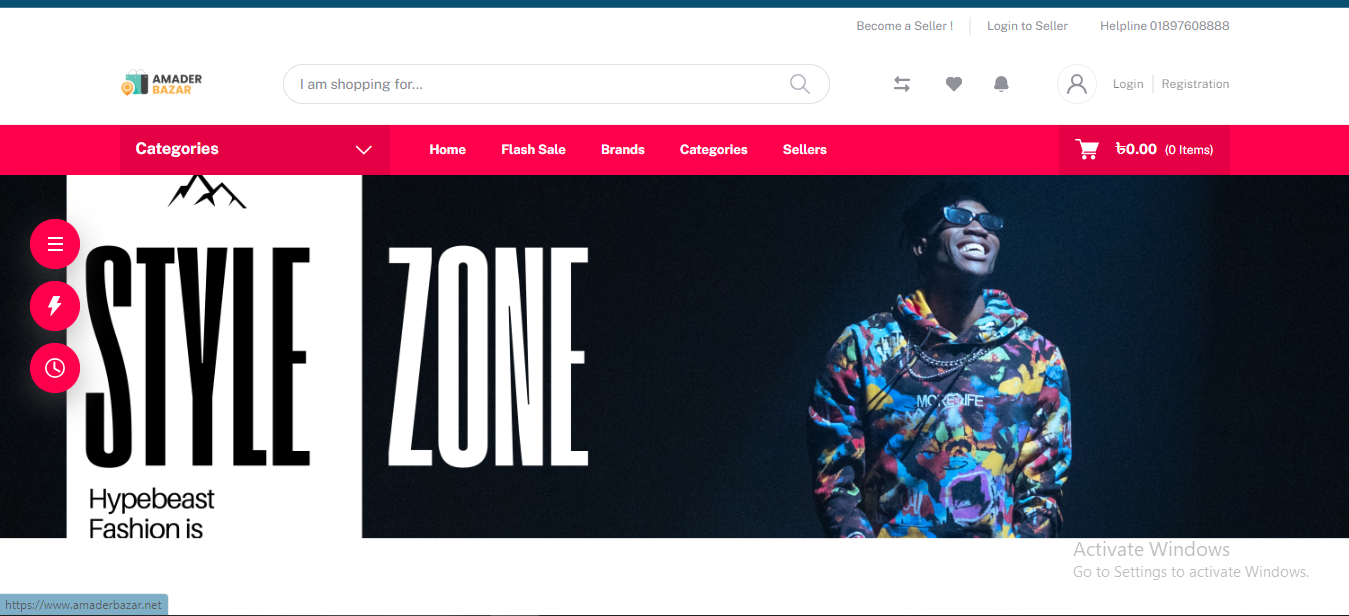 Become a Seller ! Login to Seller Helpline 01897608888
AMADER
BAZAR
I am shopping for...
Login Registration
Categories
Home Flash Sale Brands Categories Sellers
৳0.00 (0 Items)
STYLE ZONE
MORE LIFE
Hypebeast
Fashion is
Activate Windows
Go to Settings to activate Windows.
https://www.amaderbazar.net